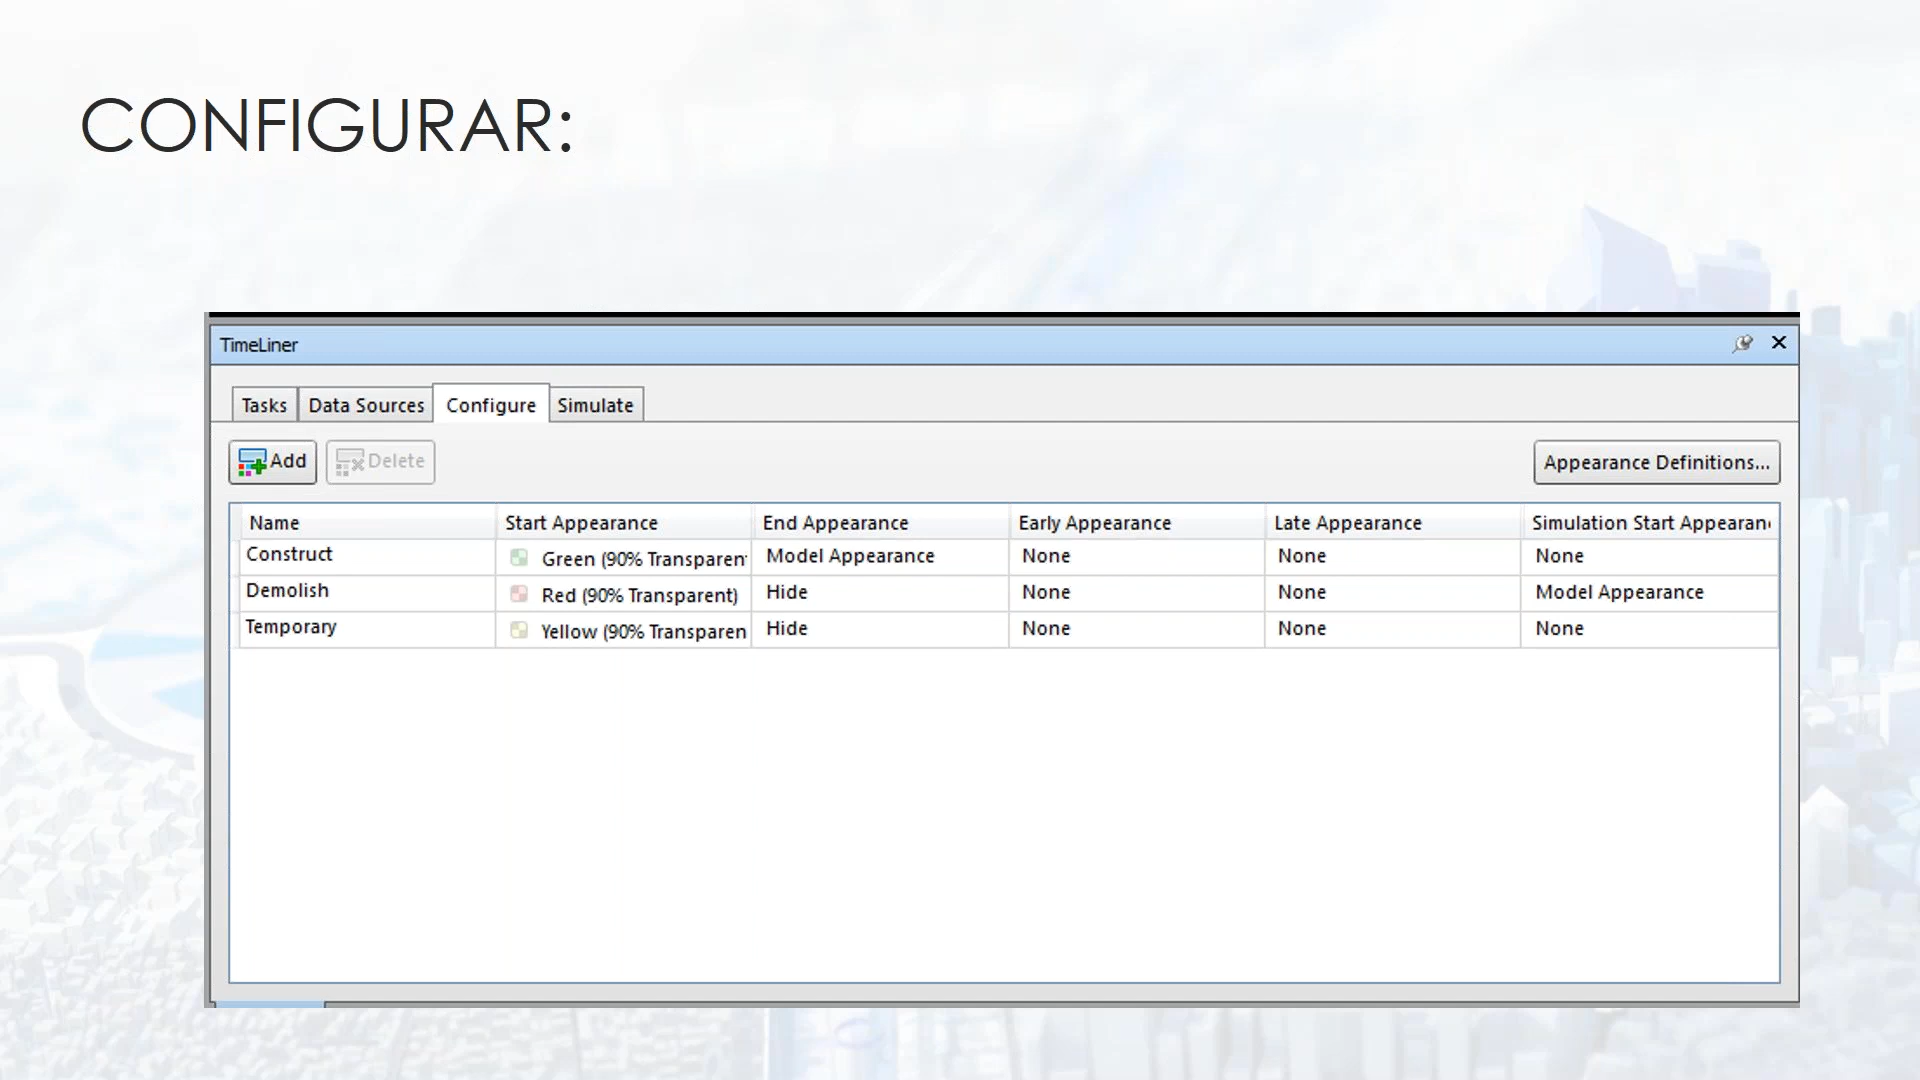 CONFIGURAR:
TimeLiner
Tasks Data Sources Configure Simulate
Add Delete Appearance Definitions...
Name Start Appearance End Appearance Early Appearance Late Appearance Simulation Start Appearan
Construct Green (90% Transparen Model Appearance None None None
Demolish Red (90% Transparent) Hide None None Model Appearance
Temporary Yellow (90% Transparen Hide None None None